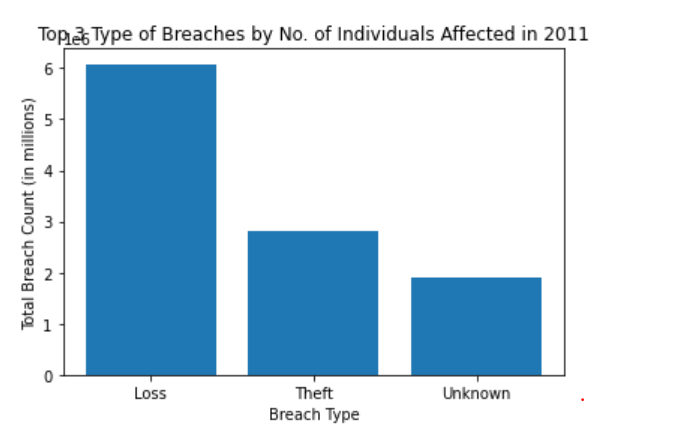 Top 3 Type of Breaches by No. of Individuals Affected in 2011
1e6
Total Breach Count (in millions)
6
5
4
3
2
1
0
Loss Theft Unknown
Breach Type